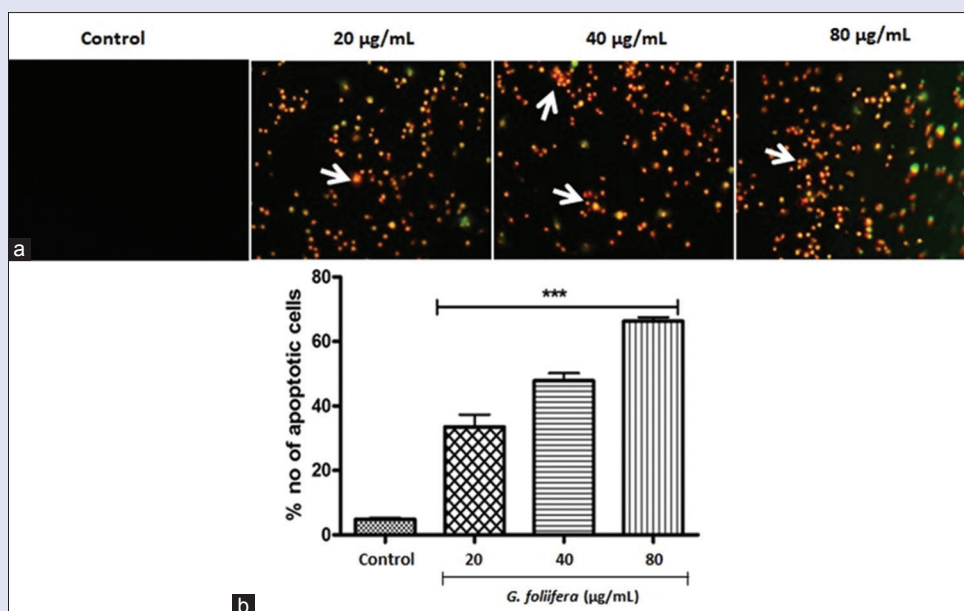 Control 20 µg/mL 40 µg/mL 80 µg/mL
a
80
***
60
40
20
0
% no of apoptotic cells
Control 20 40 80
G. foliifera (µg/mL)
b